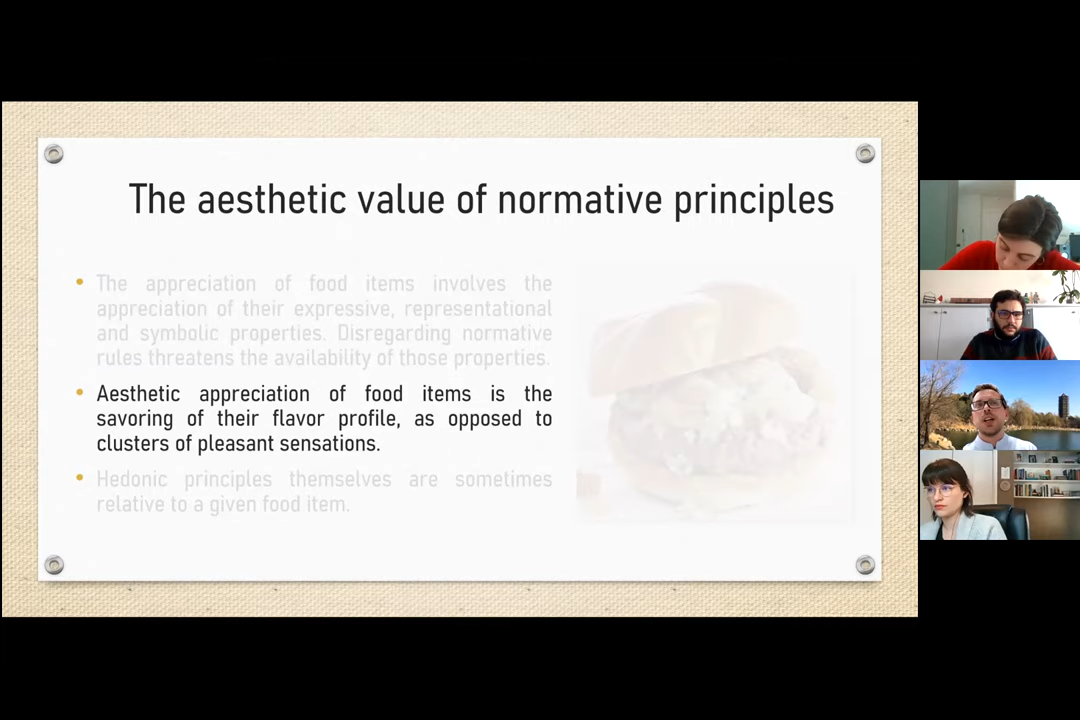 The aesthetic value of normative principles
The appreciation of food items involves the
appreciation of their expressive, representational
and symbolic properties. Disregarding normative
rules threatens the availability of those properties.
Aesthetic appreciation of food items is the
savoring of their flavor profile, as opposed to
clusters of pleasant sensations.
Hedonic principles themselves are sometimes
relative to a given food item.